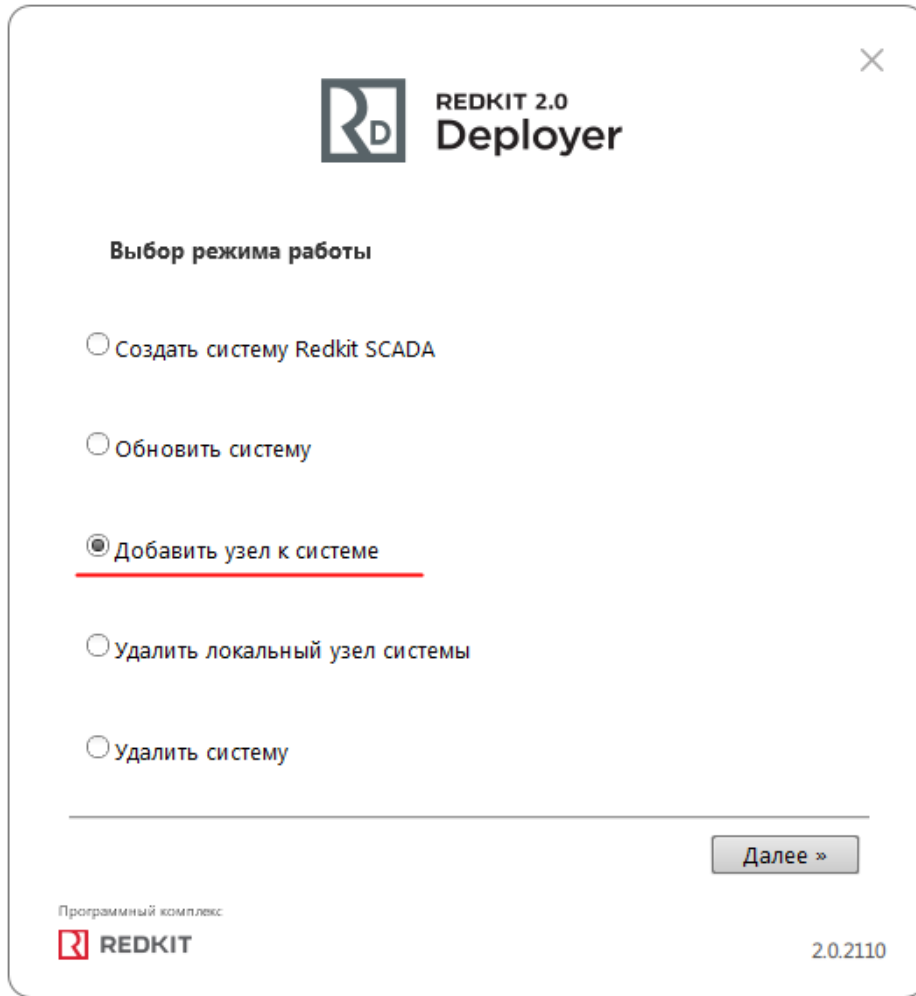 REDKIT 2.0
Deployer
Выбор режима работы
Создать систему Redkit SCADA
Обновить систему
Добавить узел к системе
Удалить локальный узел системы
Удалить систему
Далее »
Программный комплекс
REDKIT
2.0.2110